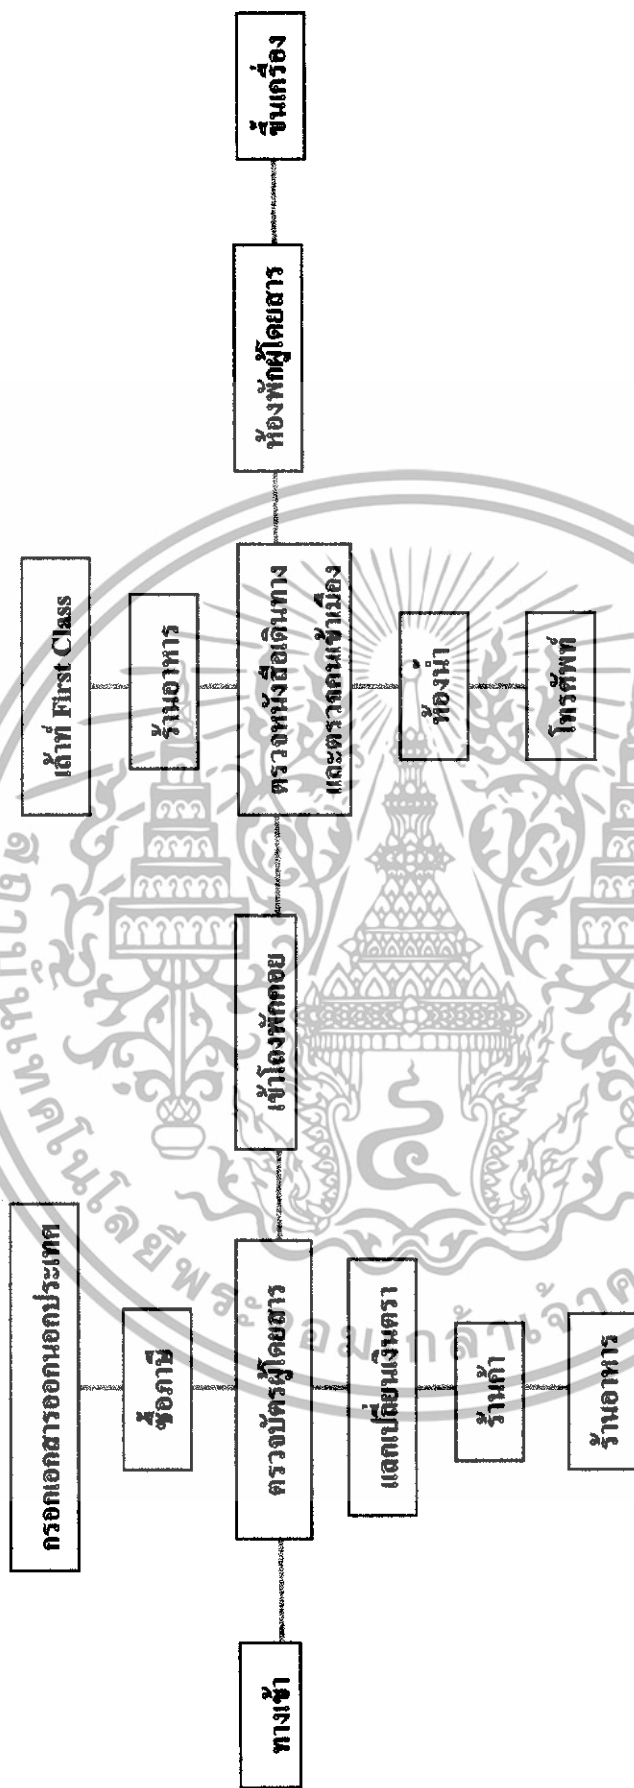 กรอกเอกสารออกนอกประเทศ
เค้าท์ First Class
ซื้อภาษี
ร้านอาหาร
ทางเข้า
ตรวจบัตรผู้โดยสาร
เข้าโถงพักคอย
ตรวจหนังสือเดินทาง
และตรวจคนเข้าเมือง
ห้องพักผู้โดยสาร
ขึ้นเครื่อง
แลกเปลี่ยนเงินตรา
ห้องน้ำ
ร้านค้า
โทรศัพท์
ร้านอาหาร